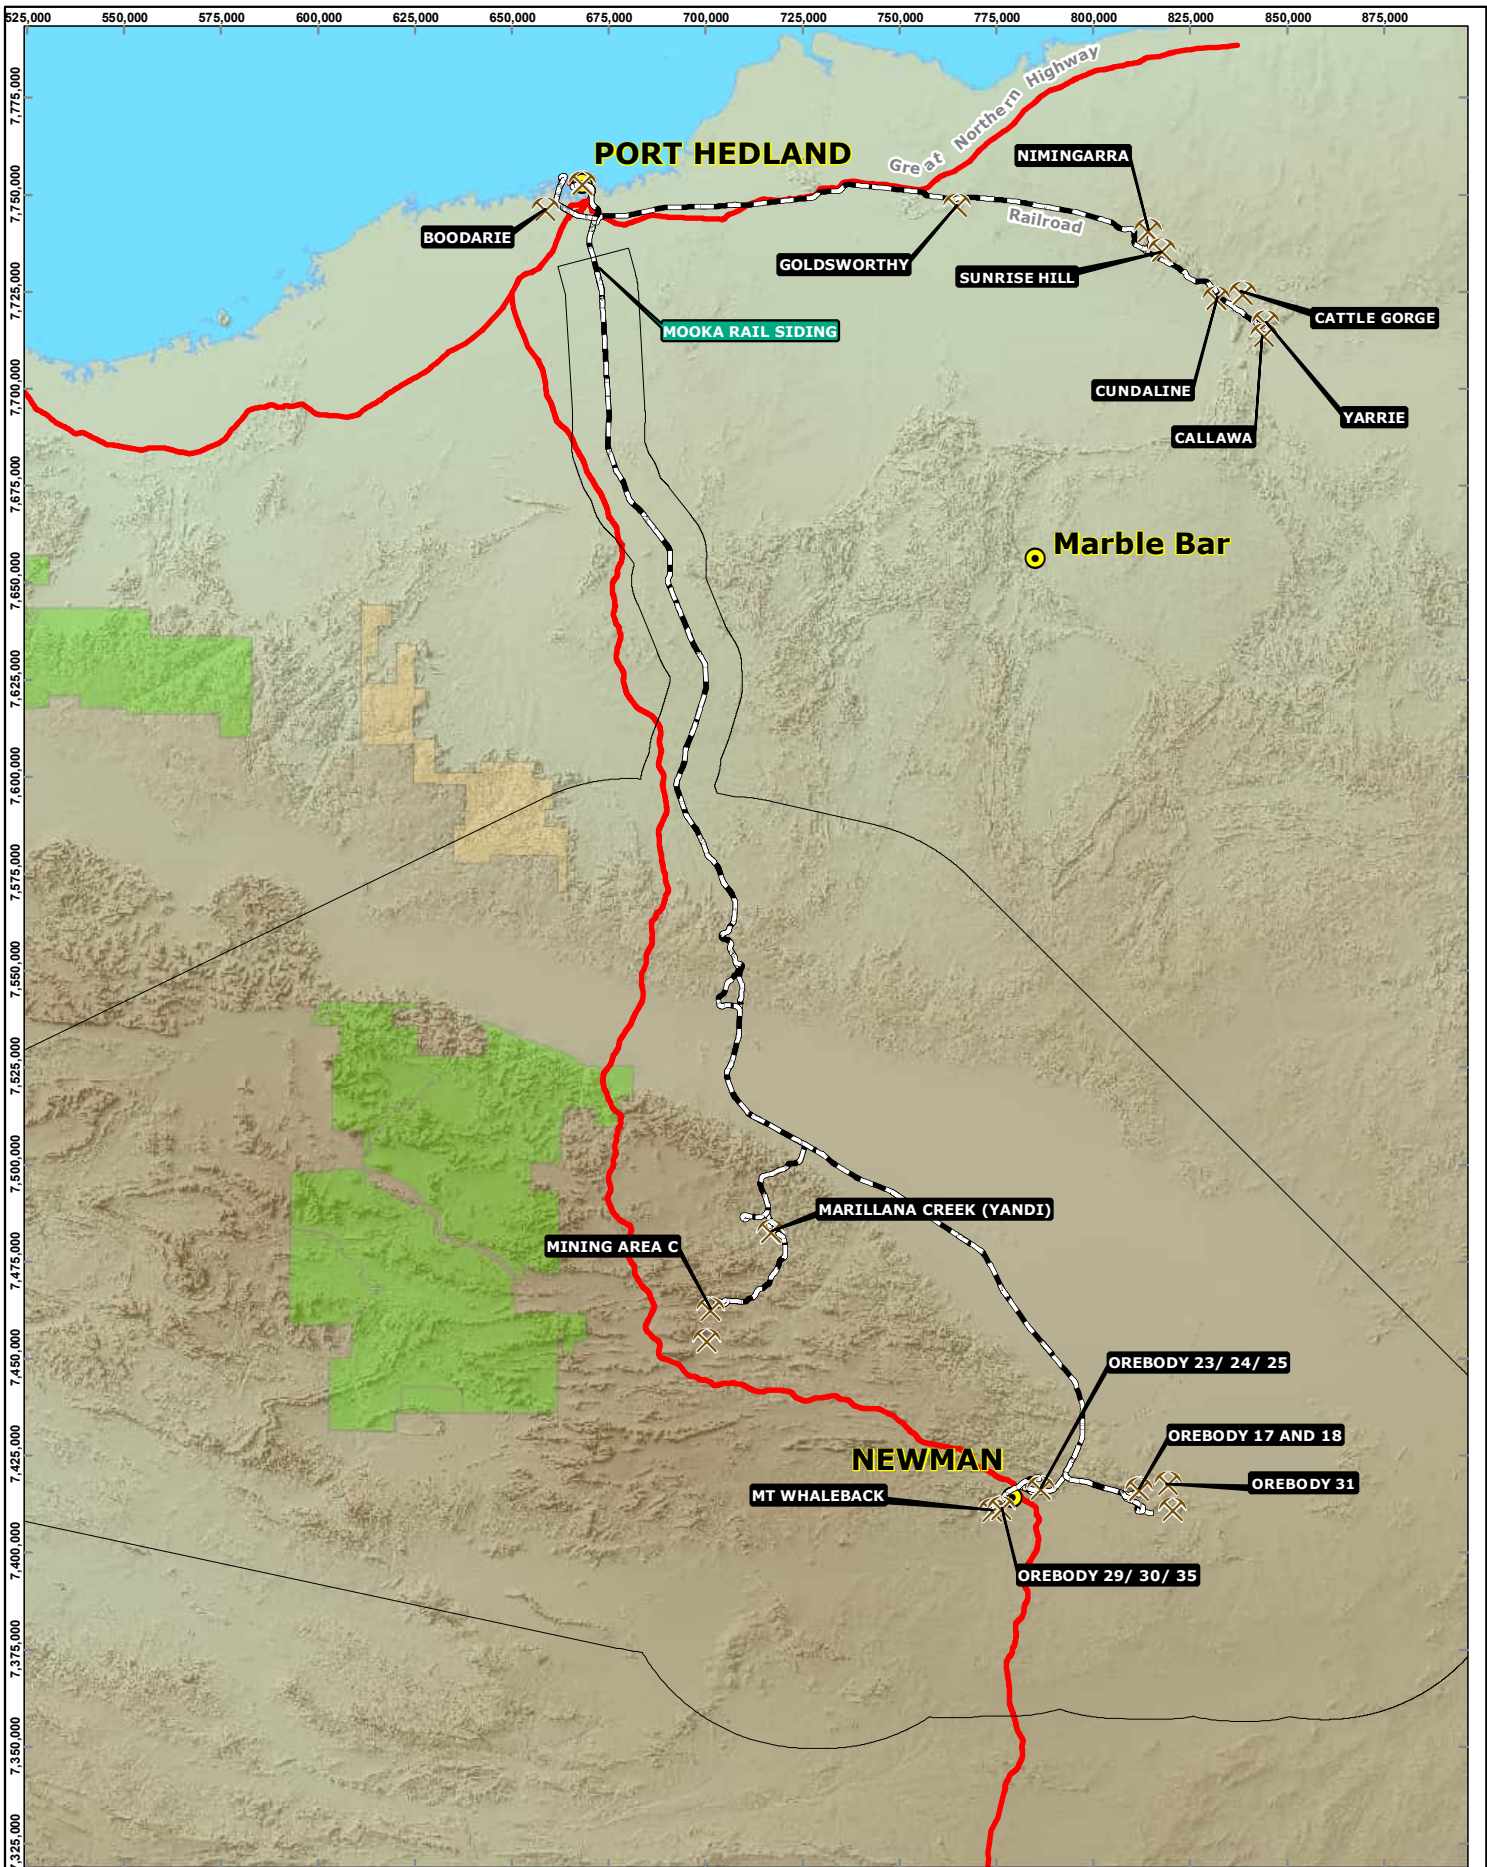 525,000 550,000 575,000 600,000 625,000 650,000 675,000 700,000 725,000 750,000 775,000 800,000 825,000 850,000 875,000
7,775,000
7,750,000
7,725,000
7,700,000
7,675,000
7,650,000
7,625,000
7,600,000
7,575,000
7,550,000
7,525,000
7,500,000
7,475,000
7,450,000
7,425,000
7,400,000
7,375,000
7,350,000
7,325,000
Great Northern Highway
PORT HEDLAND
NIMINGARRA
BOODARIE
Railroad
GOLDSWORTHY
SUNRISE HILL
CATTLE GORGE
MOOKA RAIL SIDING
CUNDALINE
YARRIE
CALLAWA
Marble Bar
MARILLANA CREEK (YANDI)
MINING AREA C
OREBODY 23/ 24/ 25
OREBODY 17 AND 18
NEWMAN
OREBODY 31
MT WHALEBACK
OREBODY 29/ 30/ 35